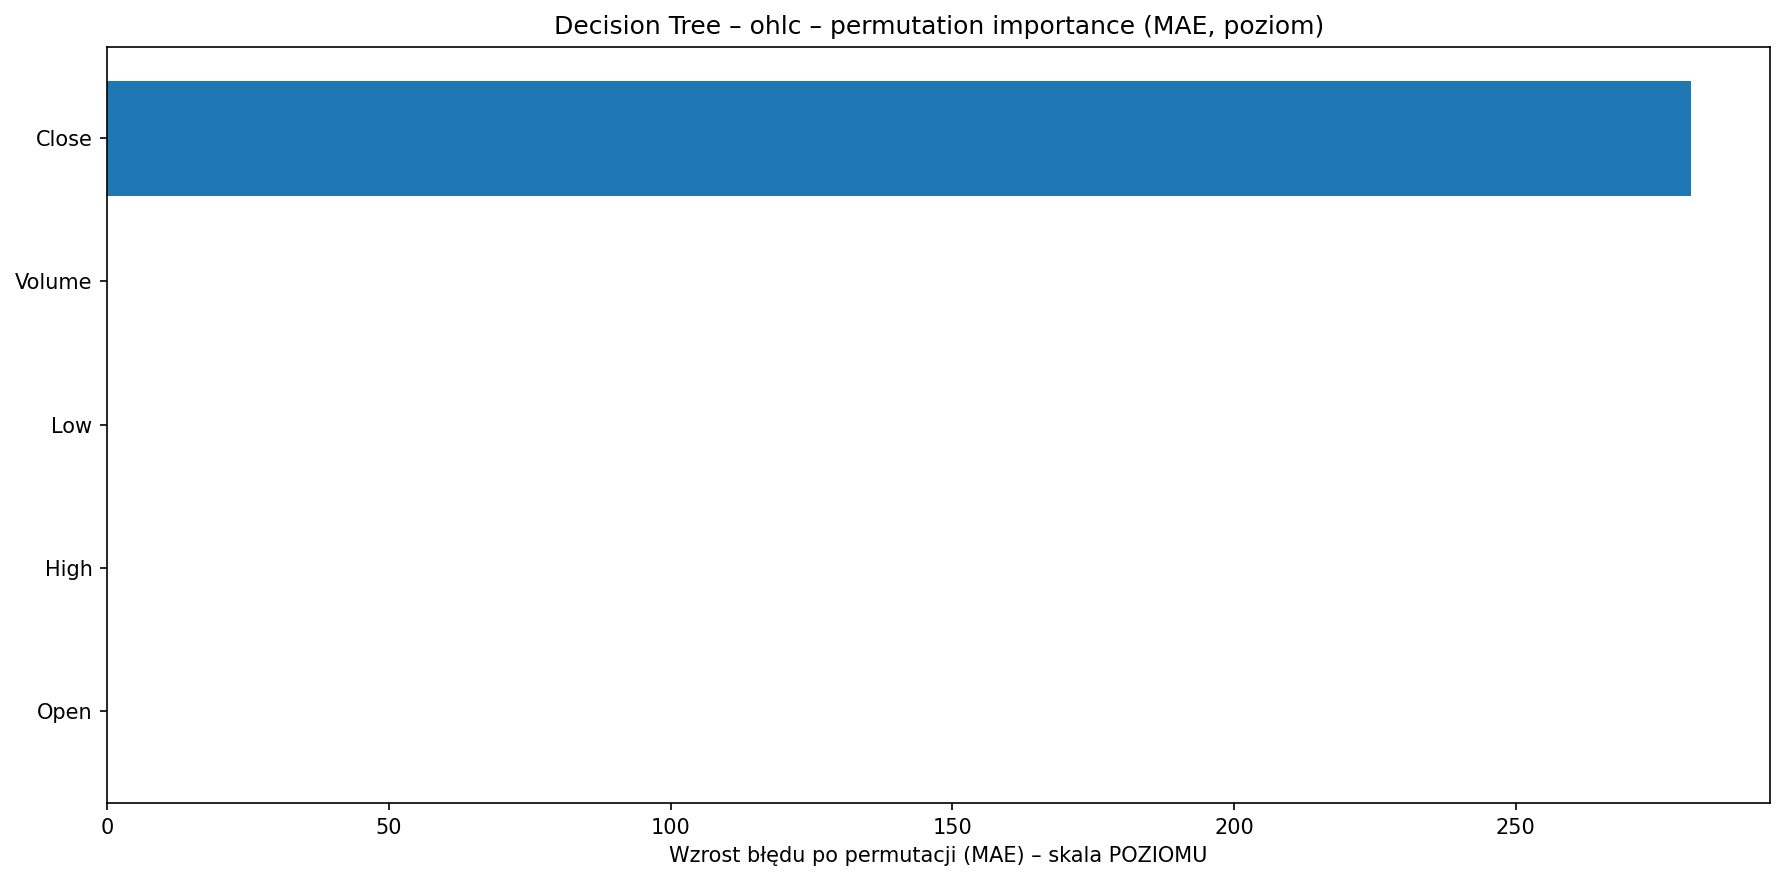 Decision Tree – ohlc – permutation importance (MAE, poziom)
Close
Volume
Low
High
Open
0 50 100 150 200 250
Wzrost błędu po permutacji (MAE) – skala POZIOMU